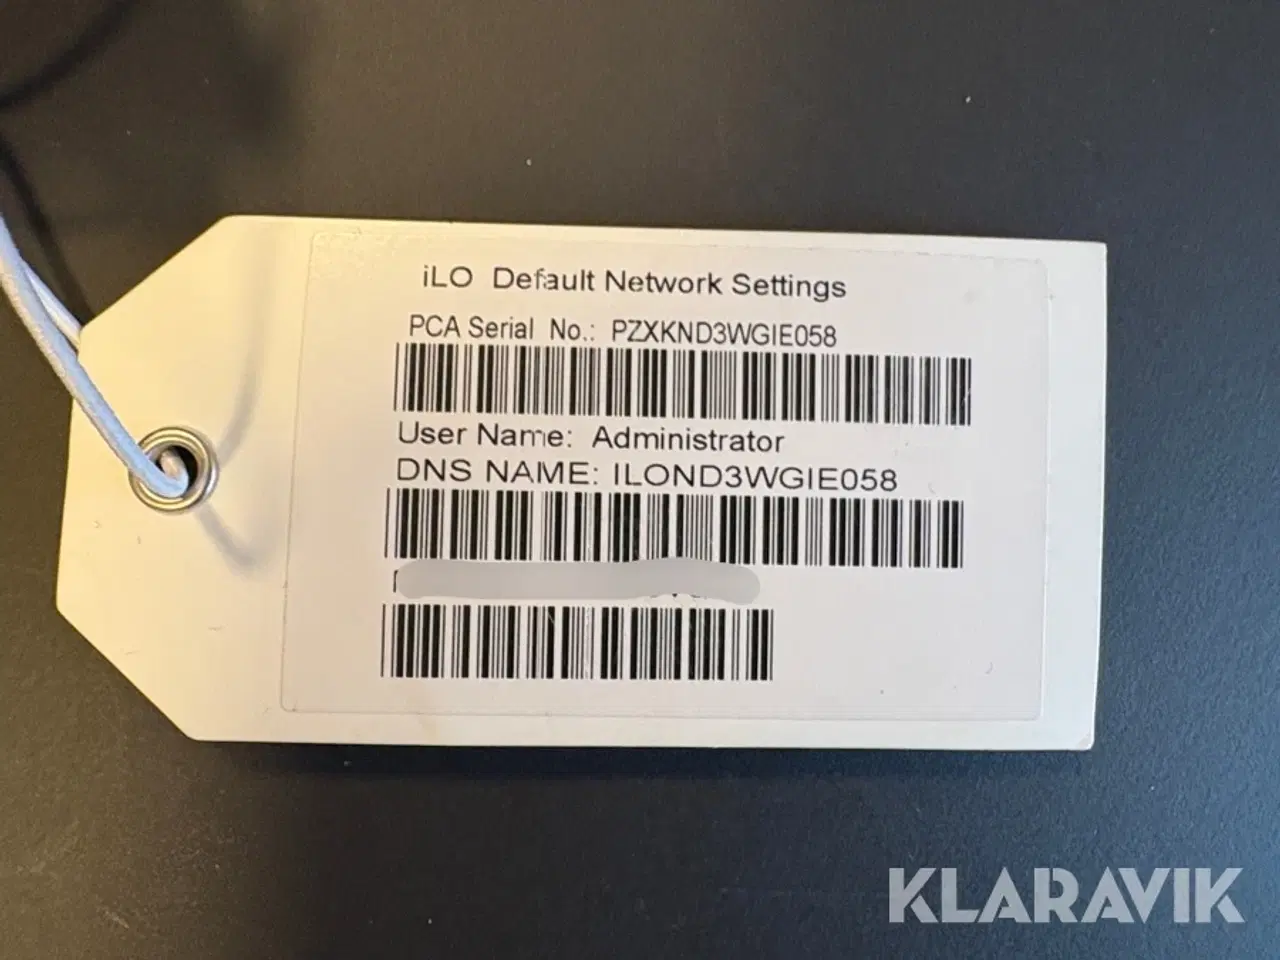 iLO Default Network Settings
PCA Serial No.: PZXKND3WGIE058
User Name: Administrator
DNS NAME: ILOND3WGIE058
KLARAVIK